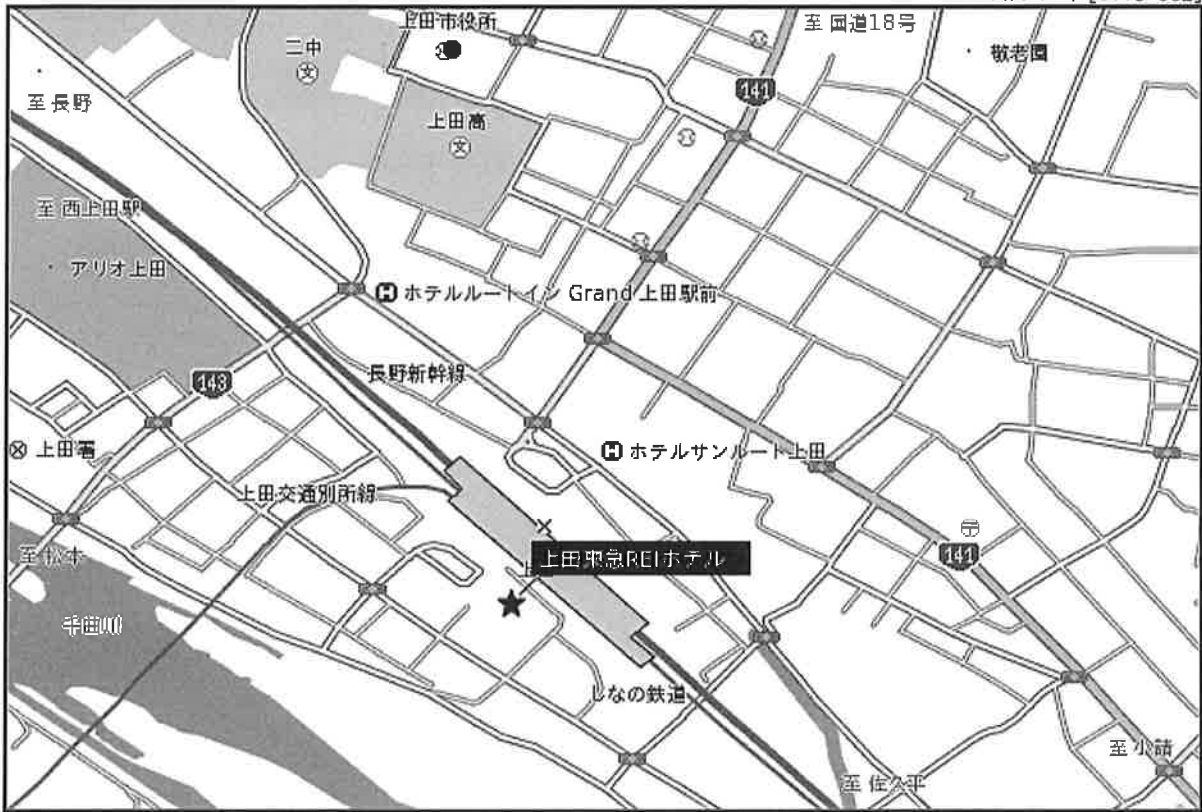 上田市役所
至 国道18号
二中
文
敬老園
至 長野
141
上田高
文
至 西上田駅
アリオ上田
H ホテルルートイン Grand 上田駅前
長野新幹線
143
上田署
H ホテルサンルート上田
上田交通別所線
〒
141
至 松本
上田東急REIホテル
千曲川
しなの鉄道
至 小諸
至 佐久平